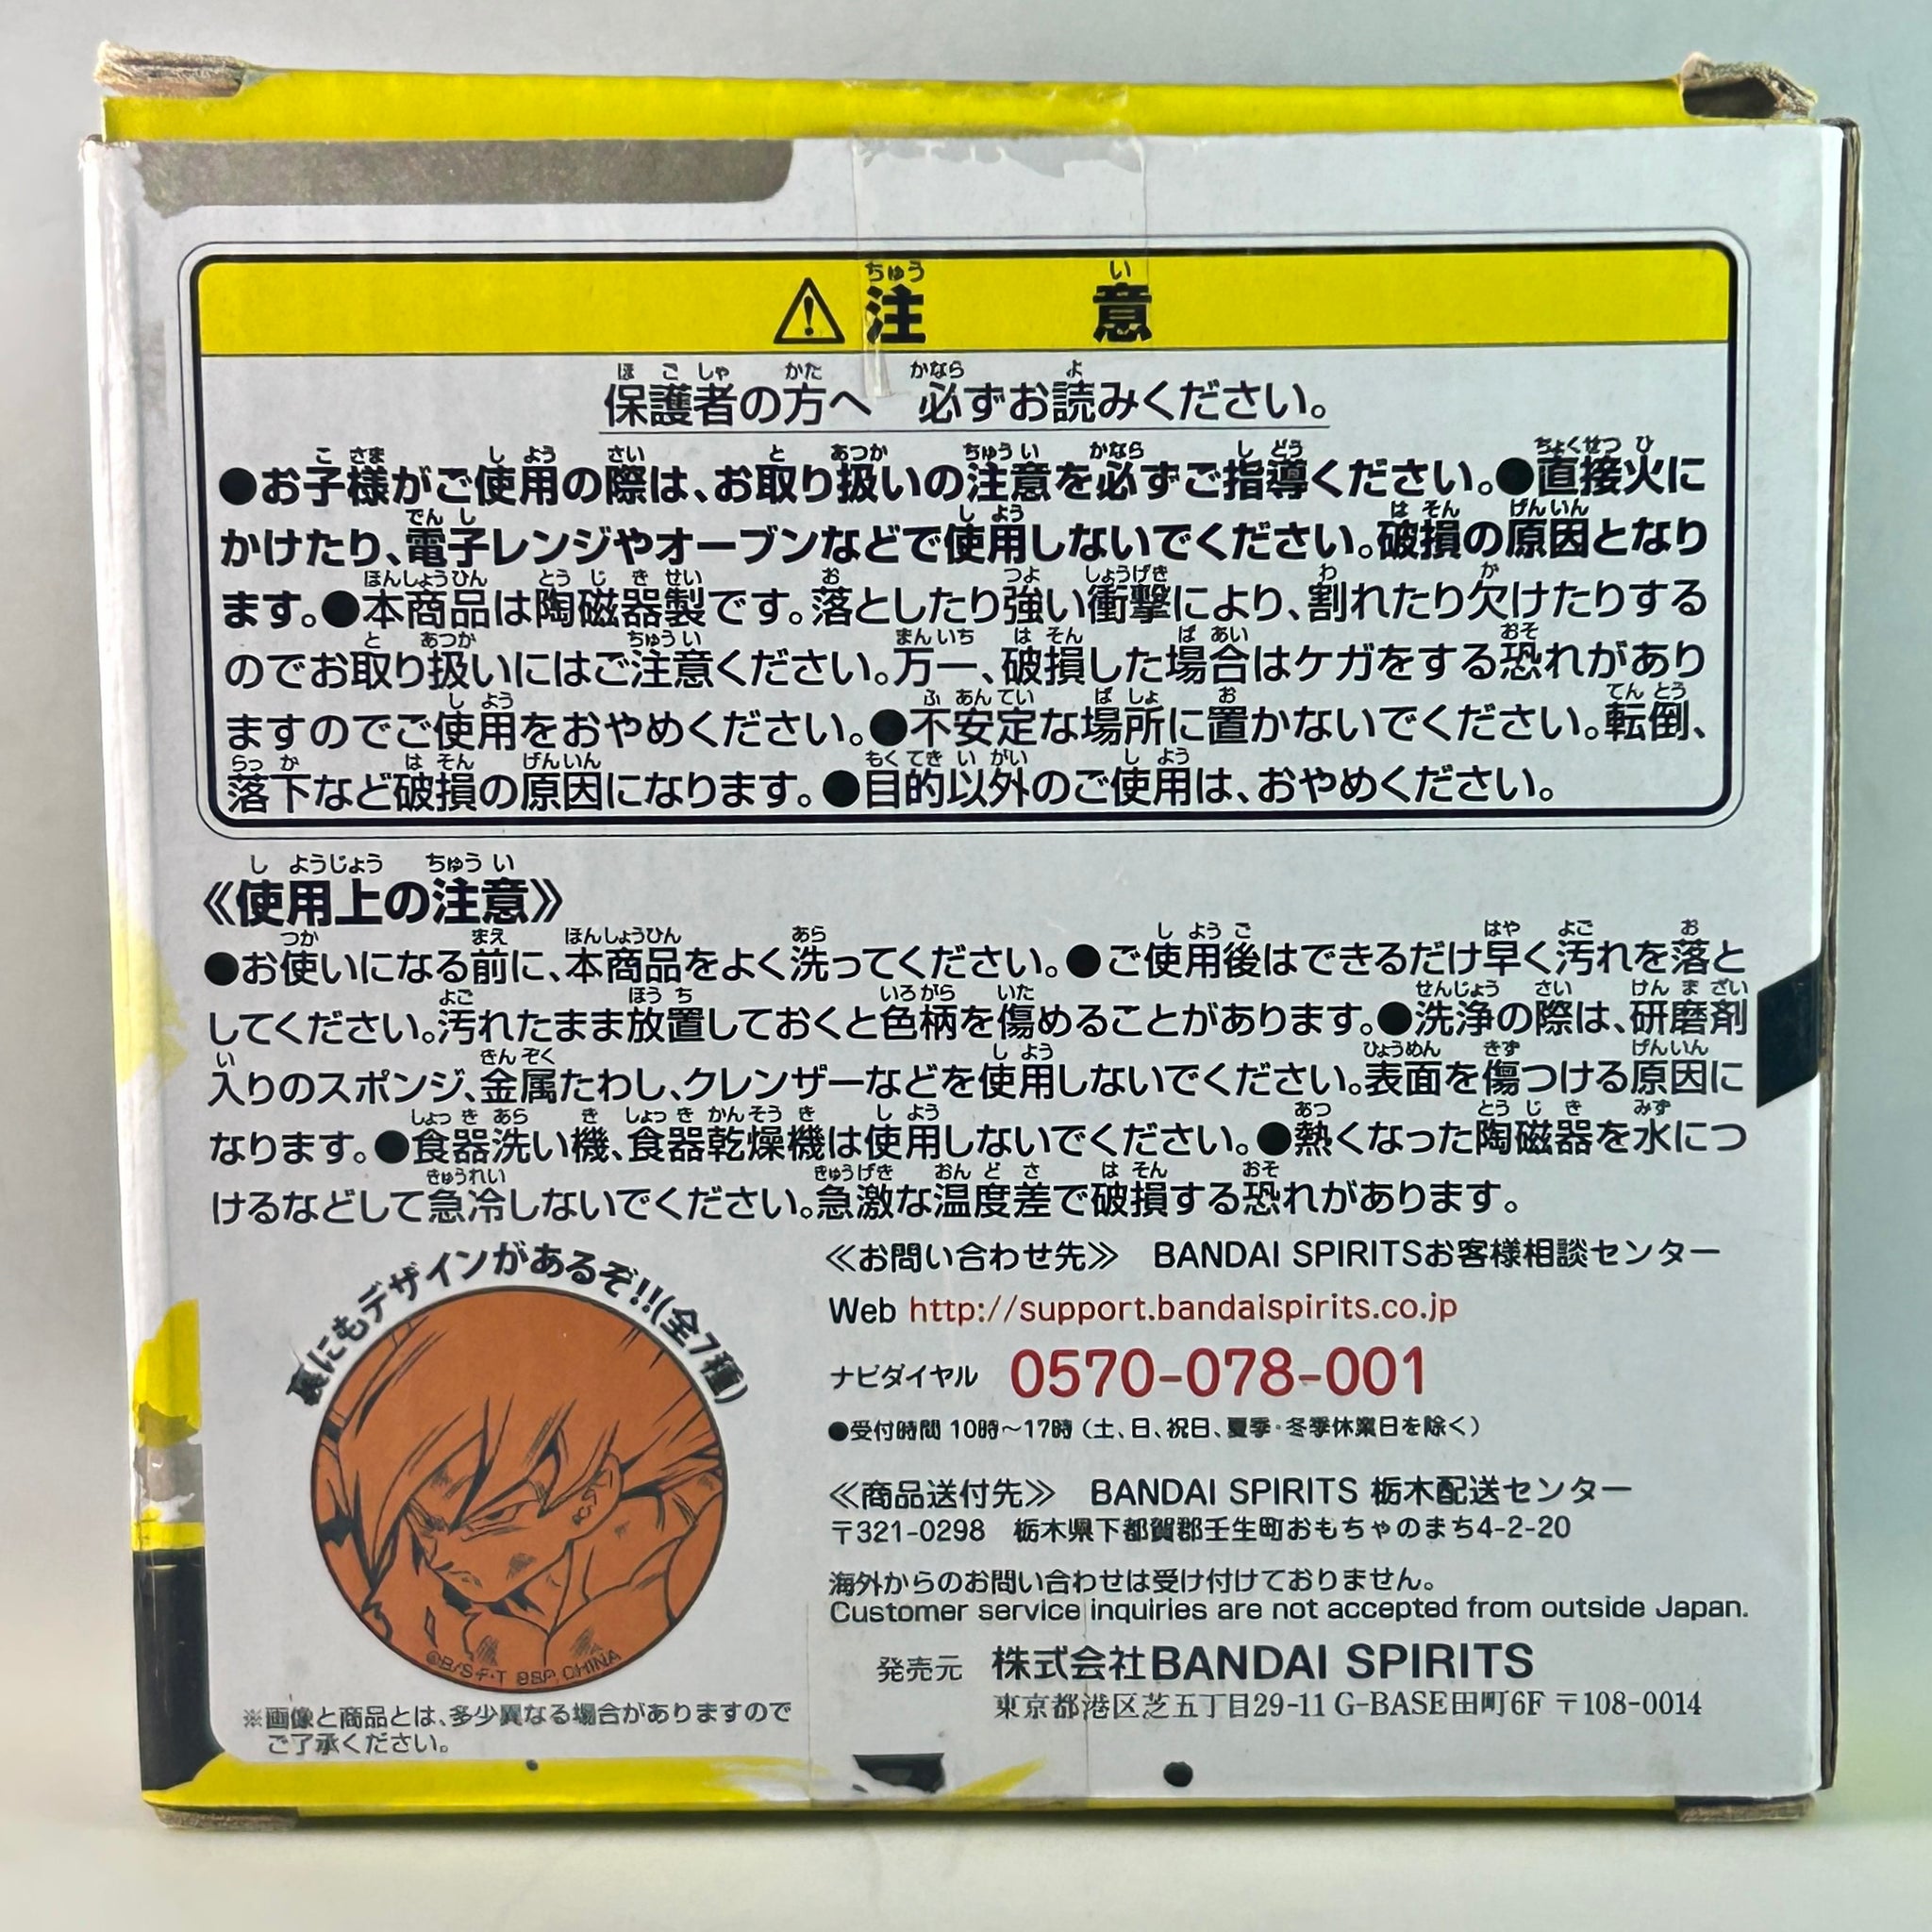 ⚠注 意
保護者の方へ 必ずお読みください。
●お子様がご使用の際は、お取り扱いの注意を必ずご指導ください。●直接火に
かけたり、電子レンジやオーブンなどで使用しないでください。破損の原因となり
ます。●本商品は陶磁器製です。落としたり強い衝撃により、割れたり欠けたりする
のでお取り扱いにはご注意ください。万一、破損した場合はケガをする恐れがあり
ますのでご使用をおやめください。●不安定な場所に置かないでください。転倒、
落下など破損の原因になります。●目的以外のご使用は、おやめください。
《使用上の注意》
●お使いになる前に、本商品をよく洗ってください。●ご使用後はできるだけ早く汚れを落と
してください。汚れたまま放置しておくと色柄を傷めることがあります。●洗浄の際は、研磨剤
入りのスポンジ、金属たわし、クレンザーなどを使用しないでください。表面を傷つける原因に
なります。●食器洗い機、食器乾燥機は使用しないでください。●熱くなった陶磁器を水につ
けるなどして急冷しないでください。急激な温度差で破損する恐れがあります。
裏にもデザインがあるぞ!!(全7種)
©B/S・F・T BSP CHINA
※画像と商品とは、多少異なる場合がありますので
ご了承ください。
≪お問い合わせ先≫ BANDAI SPIRITSお客様相談センター
Web http://support.bandaispirits.co.jp
ナビダイヤル 0570-078-001
●受付時間 10時～17時（土、日、祝日、夏季・冬季休業日を除く）
≪商品送付先≫ BANDAI SPIRITS 栃木配送センター
〒321-0298 栃木県下都賀郡壬生町おもちゃのまち4-2-20
海外からのお問い合わせは受け付けておりません。
Customer service inquiries are not accepted from outside Japan.
発売元 株式会社BANDAI SPIRITS
東京都港区芝五丁目29-11 G-BASE田町6F 〒108-0014